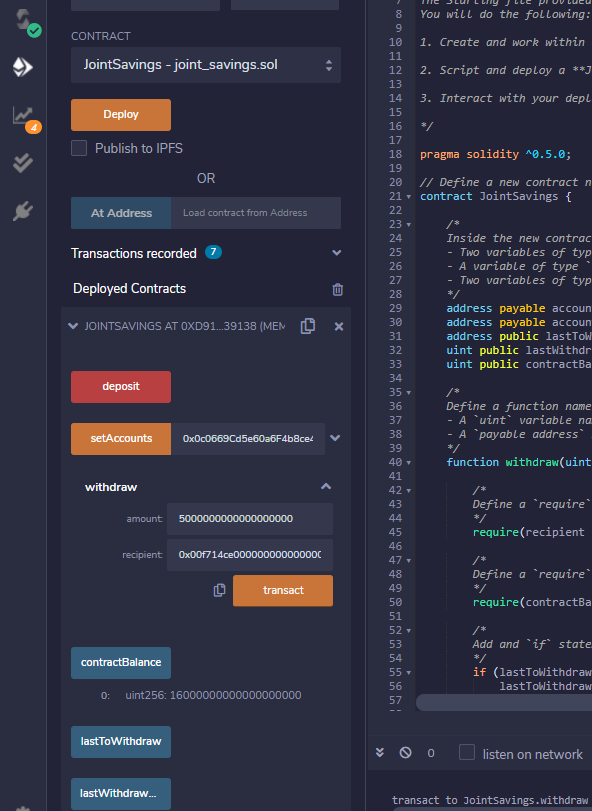 CONTRACT
JointSavings - joint_savings.sol
Deploy
Publish to IPFS
OR
At Address
Load contract from Address
Transactions recorded 7
Deployed Contracts
JOINTSAVINGS AT 0XD91...39138 (MEM
deposit
setAccounts
0x0c0669Cd5e60a6F4b8ce4
withdraw
amount:
5000000000000000000
recipient:
0x00f714ce000000000000000
transact
contractBalance
0: uint256: 16000000000000000000
lastToWithdraw
lastWithdraw...
4
7 The Starting file provided
8 You will do the following:
9
10 1. Create and work within
11
12 2. Script and deploy a **J
13
14 3. Interact with your depl
15
16 */
17
18 pragma solidity ^0.5.0;
19
20 // Define a new contract n
21 contract JointSavings {
22
23 /*
24 Inside the new contrac
25 - Two variables of typ
26 - A variable of type `
27 - Two variables of typ
28 */
29 address payable accoun
30 address payable accoun
31 address public lastToW
32 uint public lastWithdr
33 uint public contractBa
34
35 /*
36 Define a function name
37 - A `uint` variable na
38 - A `payable address`
39 */
40 function withdraw(uint
41
42 /*
43 Define a `require`
44 */
45 require(recipient
46
47 /*
48 Define a `require`
49 */
50 require(contractBa
51
52 /*
53 Add and `if` state
54 */
55 if (lastToWithdraw
56 lastToWithdraw
57
0
listen on network
transact to JointSavings.withdraw